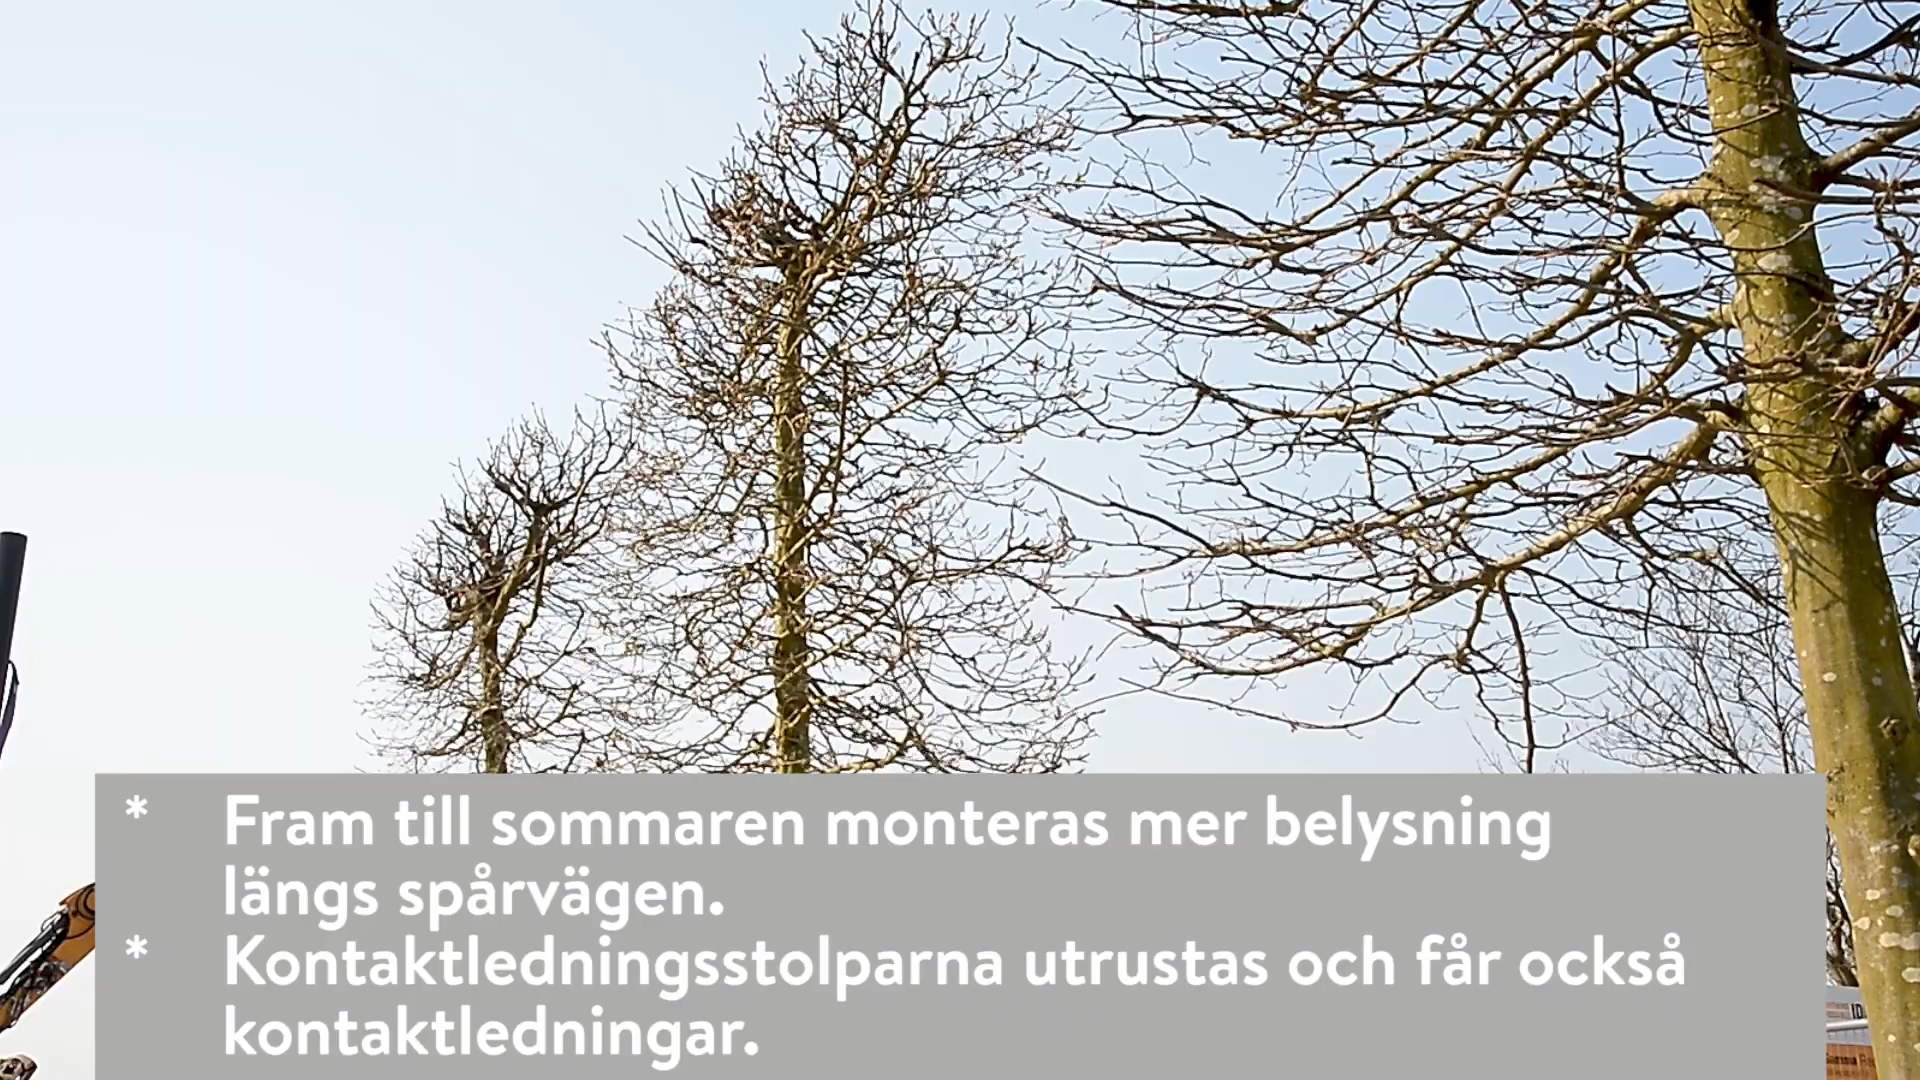 * Fram till sommaren monteras mer belysning
längs spårvägen.
* Kontaktledningsstolparna utrustas och får också
kontaktledningar.